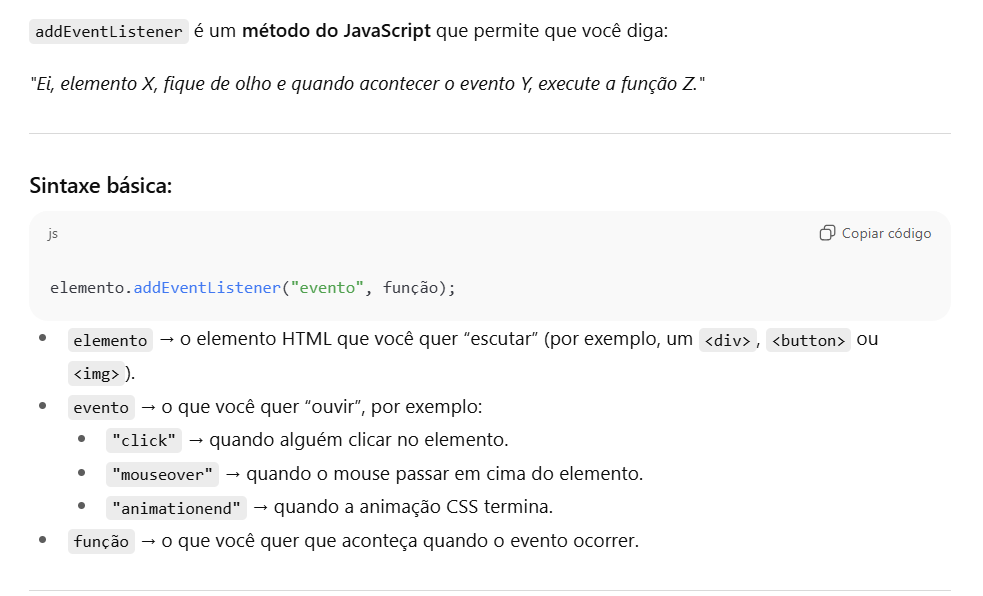 addEventListener é um método do JavaScript que permite que você diga:
"Ei, elemento X, fique de olho e quando acontecer o evento Y, execute a função Z."
Sintaxe básica:
js
Copiar código
elemento.addEventListener("evento", função);
elemento → o elemento HTML que você quer “escutar” (por exemplo, um <div>, <button> ou
<img>).
evento → o que você quer “ouvir”, por exemplo:
"click" → quando alguém clicar no elemento.
"mouseover" → quando o mouse passar em cima do elemento.
"animationend" → quando a animação CSS termina.
função → o que você quer que aconteça quando o evento ocorrer.